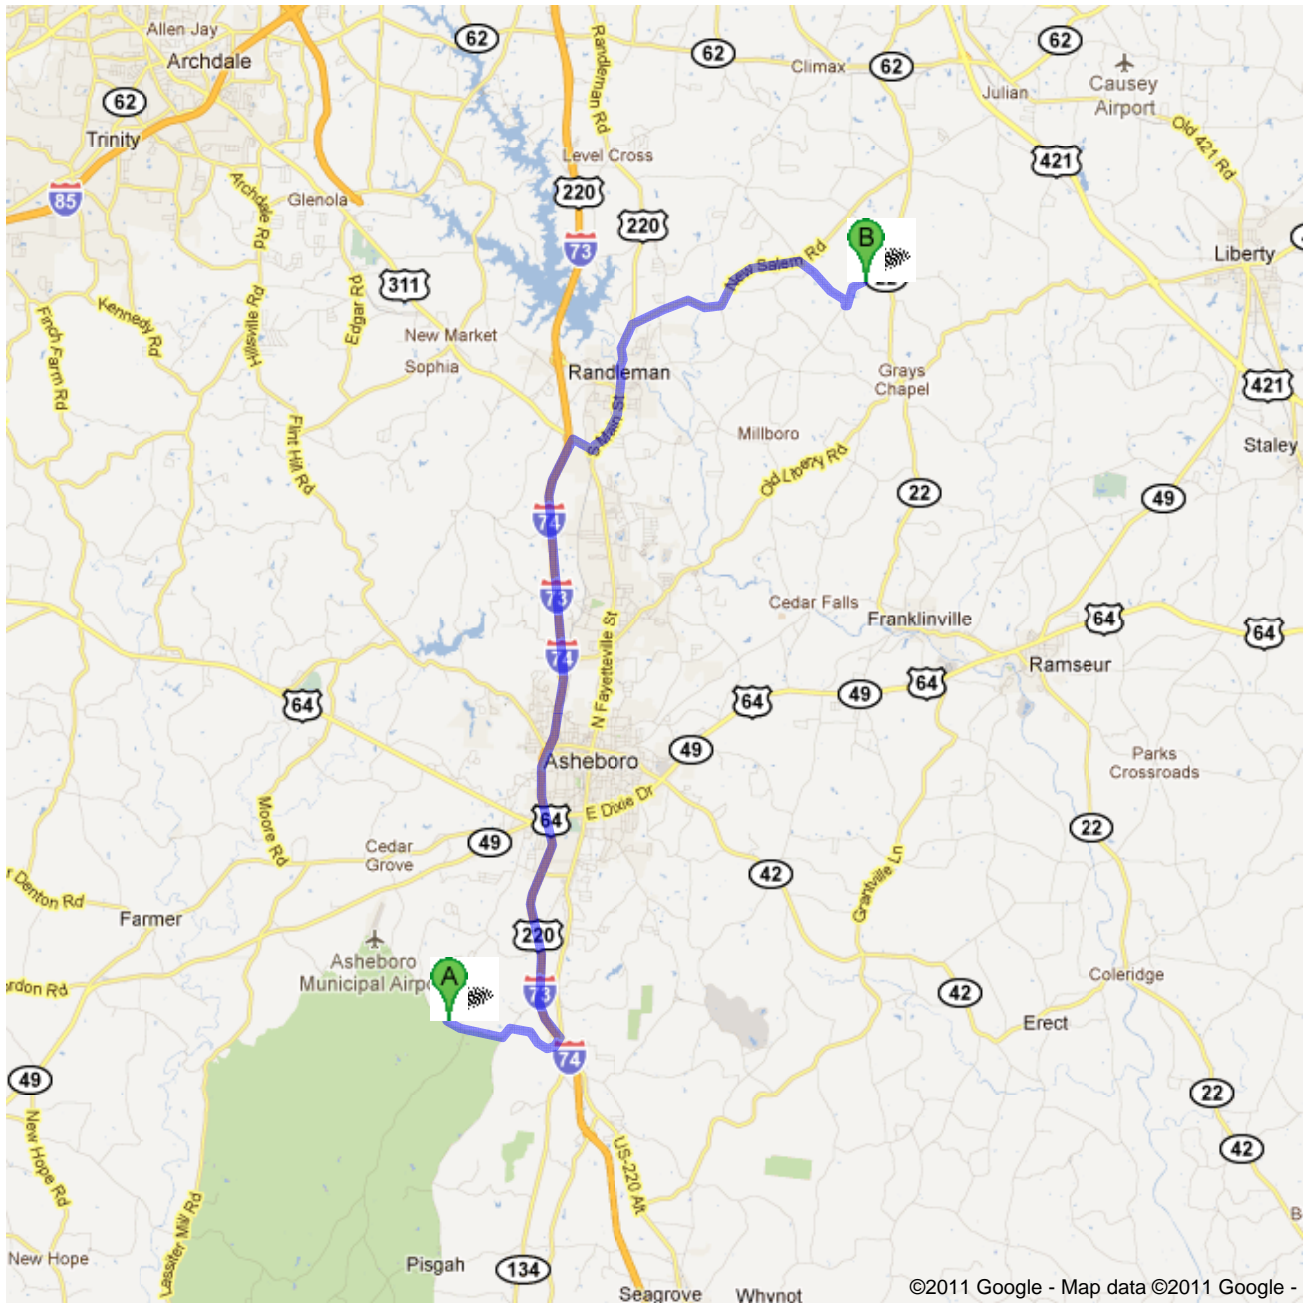 Allen Jay
Archdale
62
62
62
62
62
Climax
Julian
Causey
Airport
Trinity
Randleman Rd
Old 421 Rd
421
Level Cross
85
Archdale Rd
Glenola
220
220
73
B
Liberty
New Salem Rd
22
311
Kennedy Rd
Edgar Rd
Hillsville Rd
Finch Farm Rd
New Market
Sophia
Randleman
Grays
Chapel
421
S Main St
Millboro
Staley
Flint Hill Rd
Old Liberty Rd
22
49
74
73
Cedar Falls
Franklinville
64
64
74
N Fayetteville St
Ramseur
64
64
64
49
49
Asheboro
Parks
Crossroads
Moore Rd
64
E Dixie Dr
22
Cedar
Grove
49
42
Grantville Ln
Denton Rd
Farmer
220
Asheboro
Municipal Airp
A
73
Coleridge
42
Erect
74
49
22
42
New Hope Rd
US-220 Alt
Lassiter Mill Rd
New Hope
Pisgah
134
Seagrove
Whynot
©2011 Google - Map data ©2011 Google -